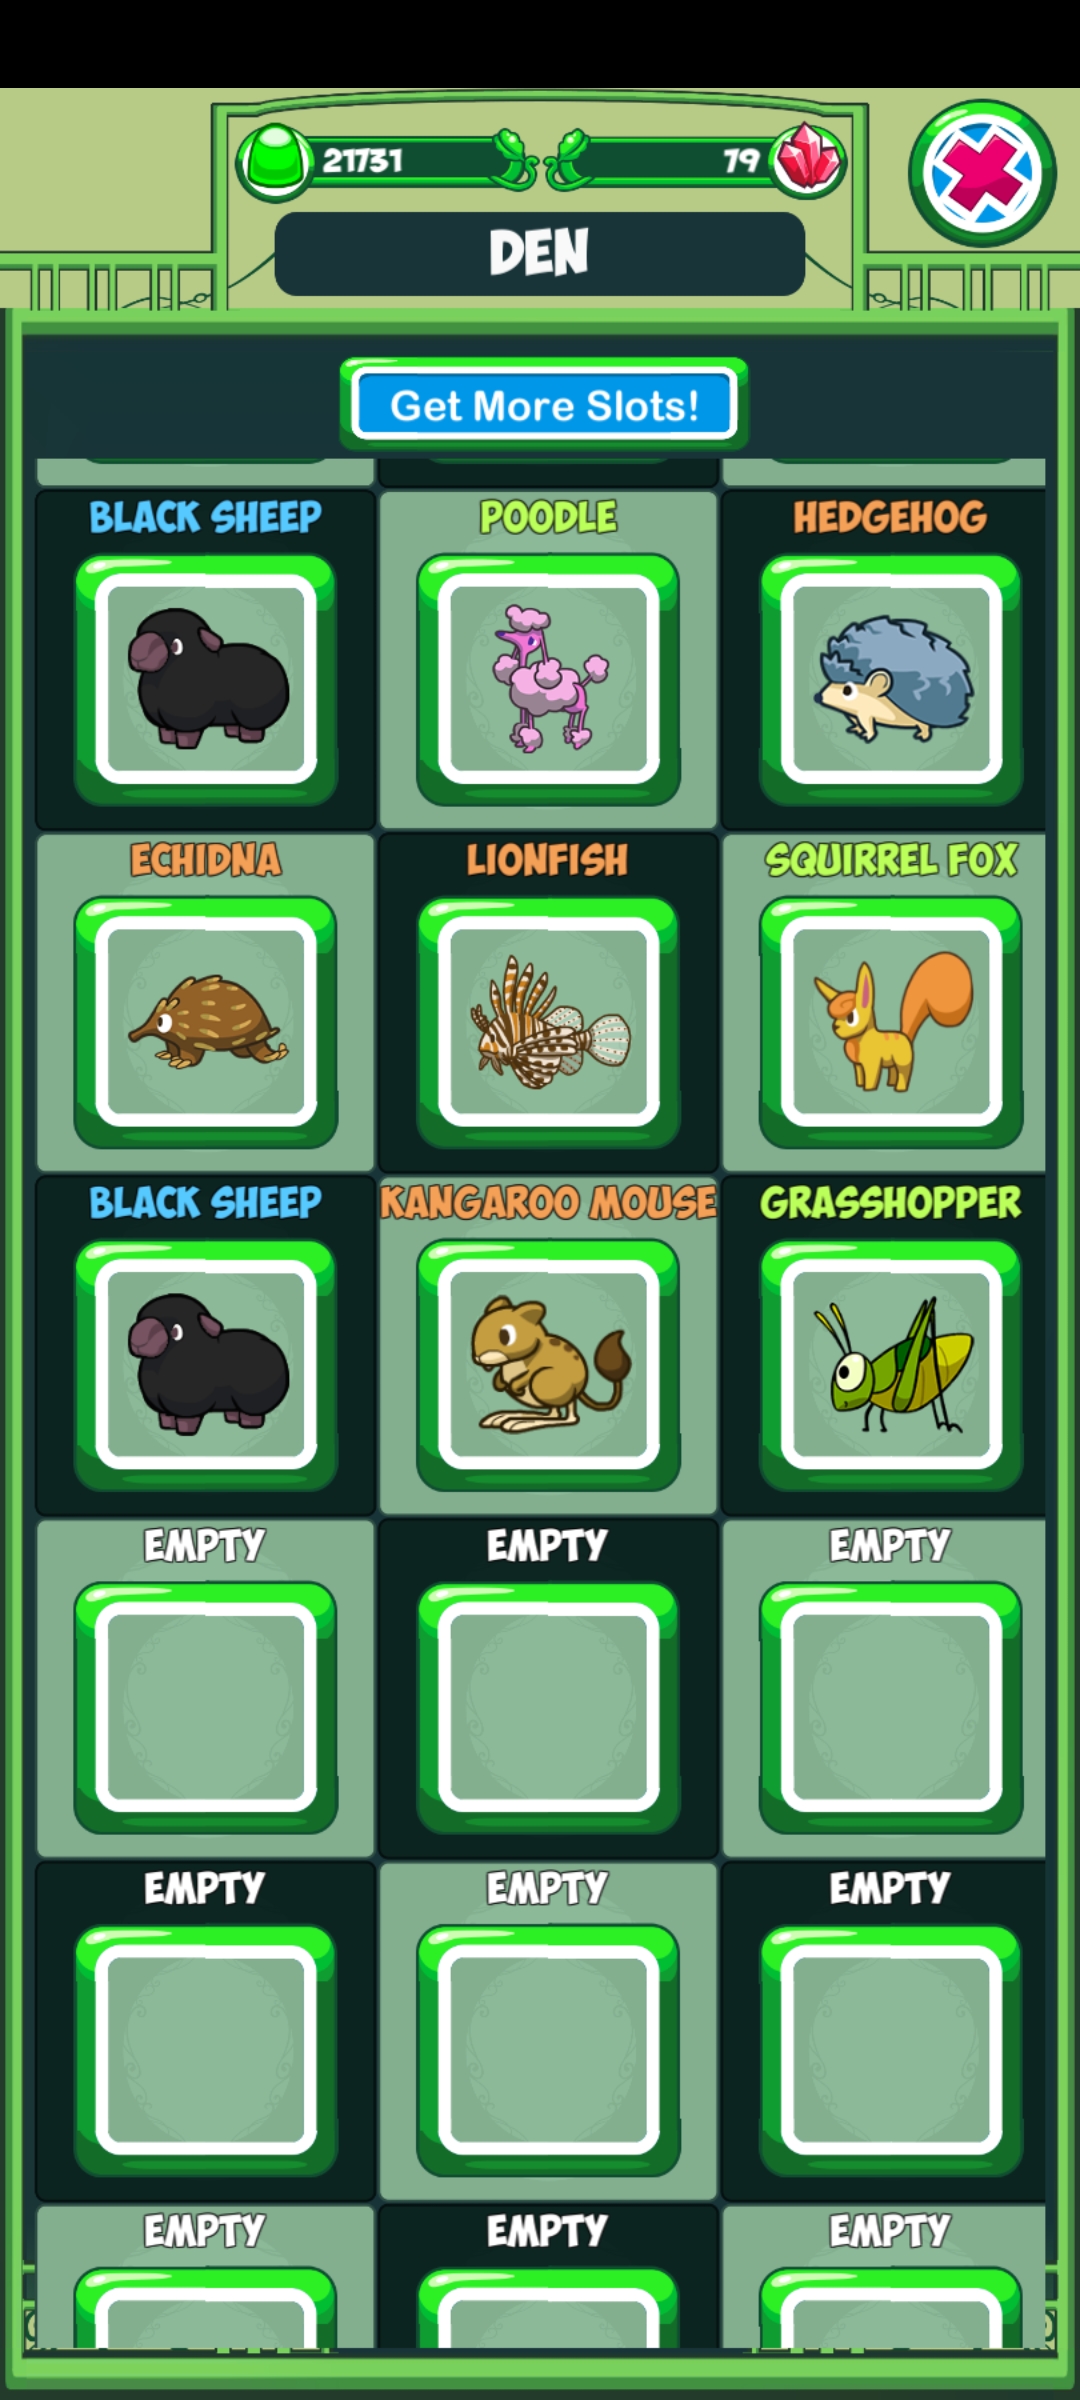 21731
79
DEN
Get More Slots!
BLACK SHEEP
POODLE
HEDGEHOG
ECHIDNA
LIONFISH
SQUIRREL FOX
BLACK SHEEP
KANGAROO MOUSE
GRASSHOPPER
EMPTY
EMPTY
EMPTY
EMPTY
EMPTY
EMPTY
EMPTY
EMPTY
EMPTY